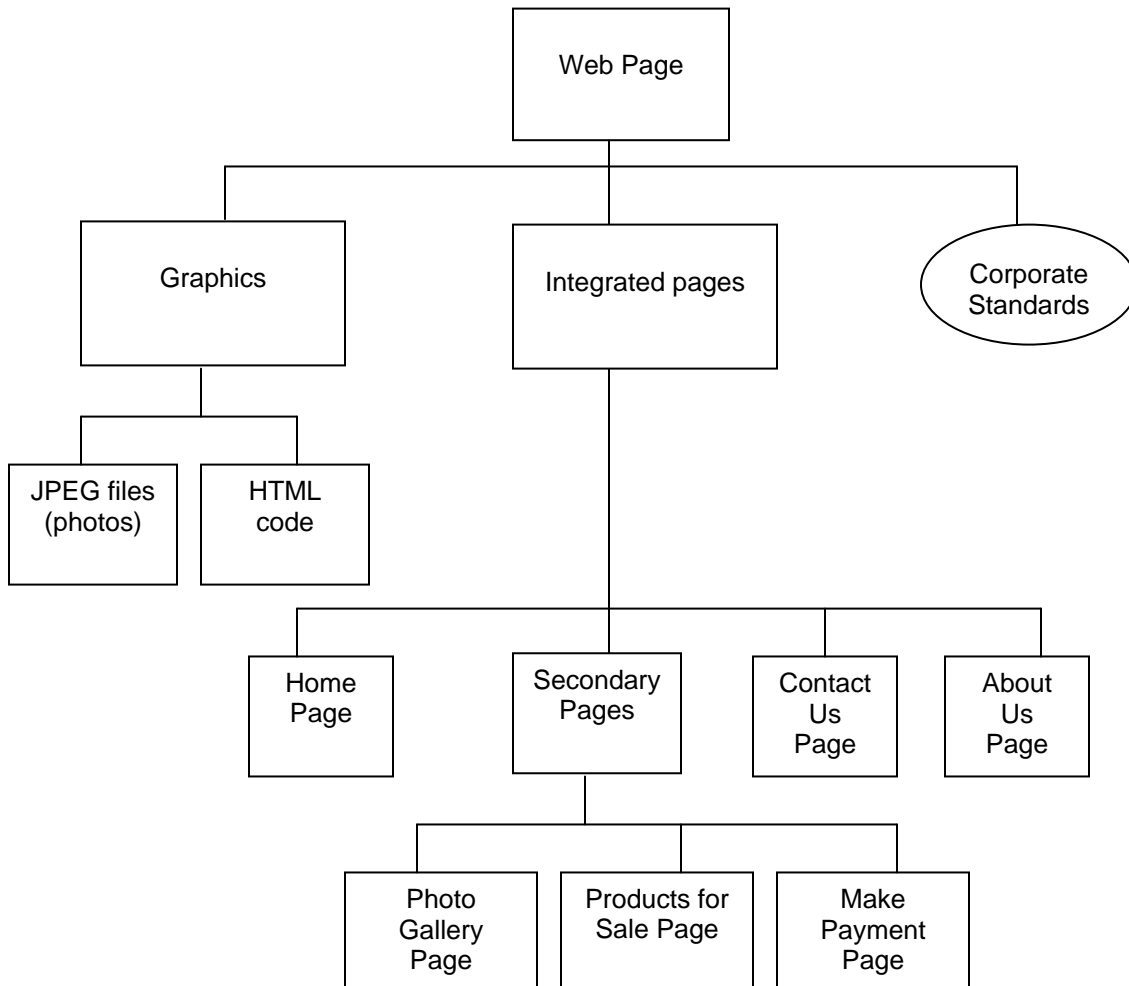 Web Page
Graphics
Integrated pages
Corporate
Standards
JPEG files
(photos)
HTML
code
Home
Page
Secondary
Pages
Contact
Us
Page
About
Us
Page
Photo
Gallery
Page
Products for
Sale Page
Make
Payment
Page